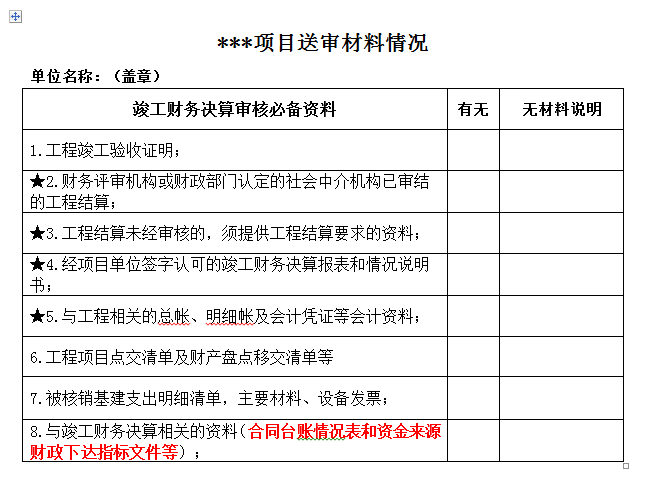 ***项目送审材料情况
单位名称：（盖章）
竣工财务决算审核必备资料 有无 无材料说明
1.工程竣工验收证明；
★2.财务评审机构或财政部门认定的社会中介机构已审结
的工程结算；
★3.工程结算未经审核的，须提供工程结算要求的资料；
★4.经项目单位签字认可的竣工财务决算报表和情况说明
书；
★5.与工程相关的总帐、明细帐及会计凭证等会计资料；
6.工程项目点交清单及财产盘点移交清单等
7.被核销基建支出明细清单，主要材料、设备发票；
8.与竣工财务决算相关的资料(合同台账情况表和资金来源
财政下达指标文件等)；